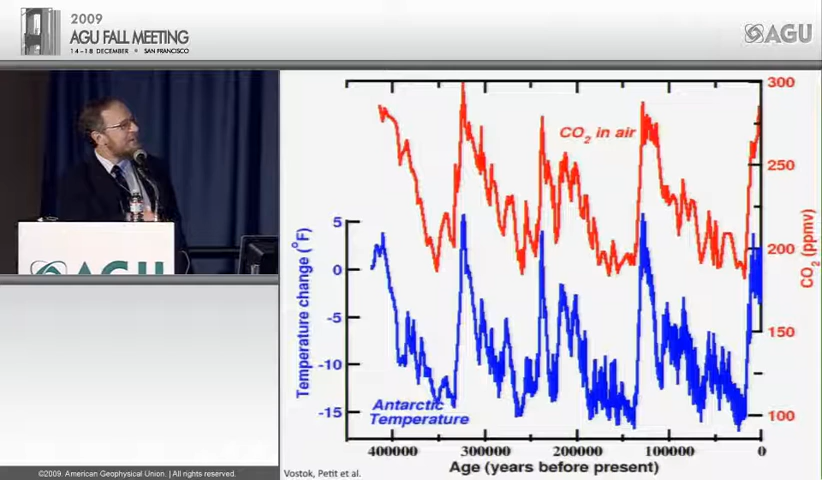 2009
AGU FALL MEETING
14–18 DECEMBER • SAN FRANCISCO
AGU
AGU
CO2 in air
Antarctic
Temperature
Temperature change (°F)
5
0
-5
-10
-15
CO2 (ppmv)
300
250
200
150
100
400000 300000 200000 100000 0
Age (years before present)
Vostok, Petit et al.
©2009. American Geophysical Union. | All rights reserved.